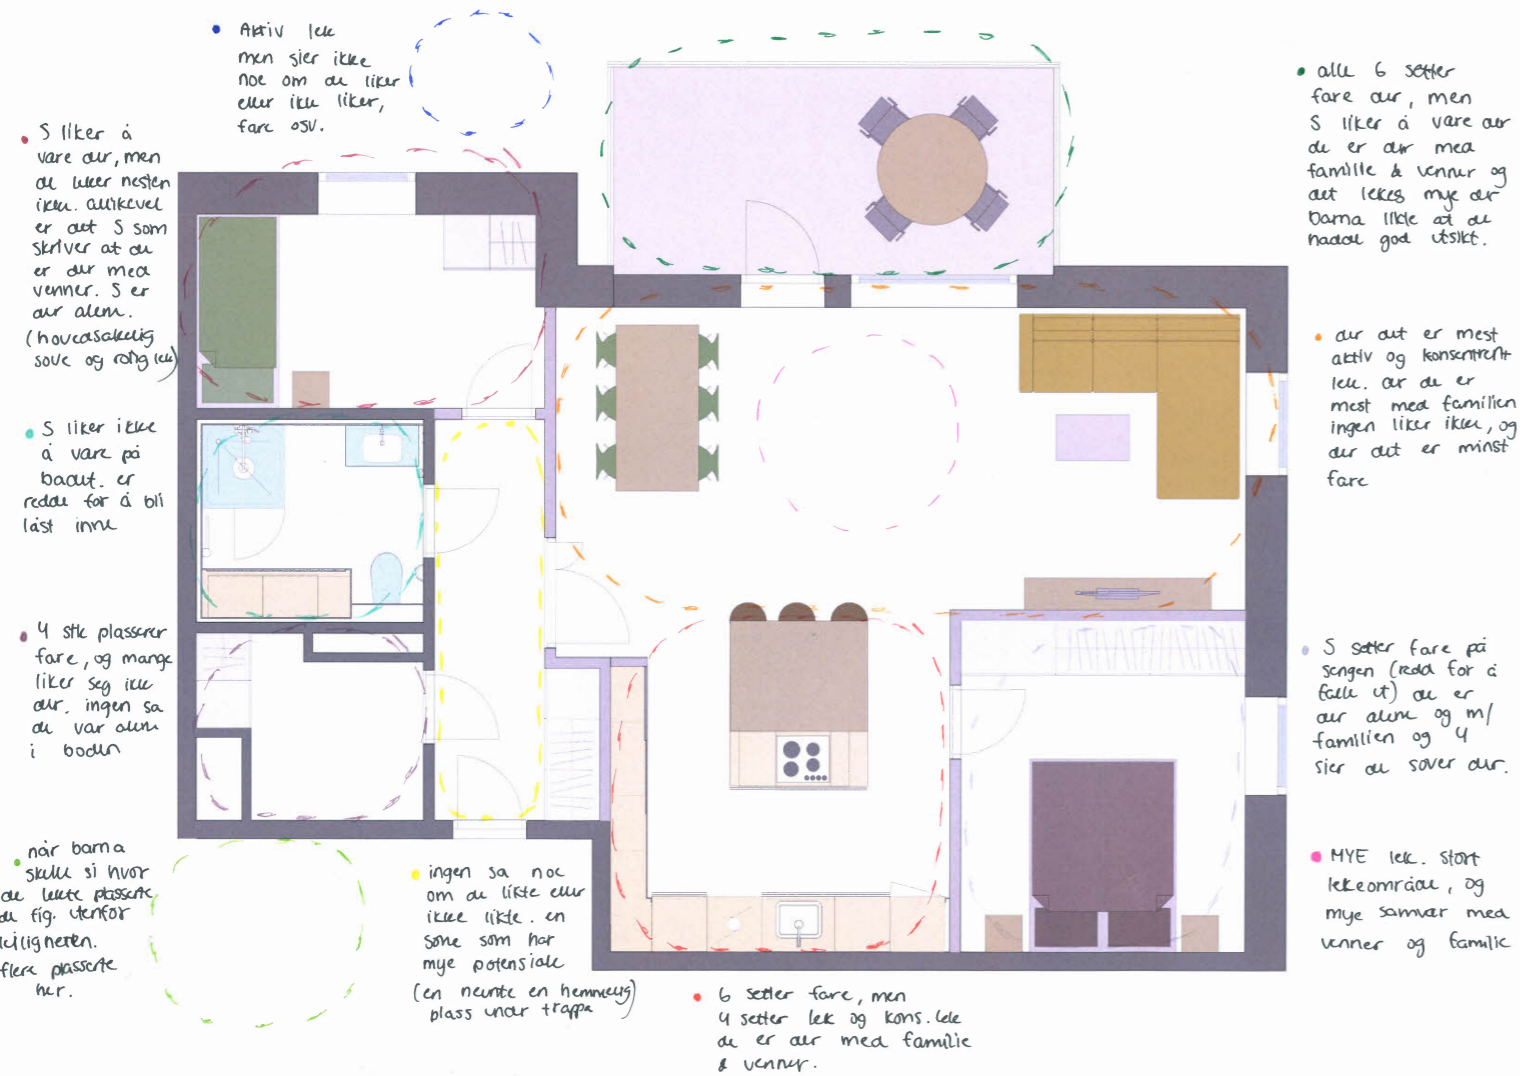 Aktiv lek
men sier ikke
noe om de liker
eller ikke liker,
fare osv.
5 liker å
være der, men
de leker nesten
ikke. allikevel
er det 5 som
skriver at de
er der med
venner. 5 er
der alene.
(hovedsakelig
sove og rolig lek)
5 liker ikke
å være på
badet. er
redde for å bli
låst inne
4 stk plasserer
fare, og mange
liker seg ikke
der. ingen sa
de var alene
i boden
når barna
skulle si hvor
de lekte plasserte
de fig. utenfor
leiligheten.
flere plasserte
her.
ingen sa noe
om de likte eller
ikke likte. en
sone som har
mye potensiale
(en nevnte en hemmelig)
plass under trappa
6 setter fare, men
4 setter lek og kons. lek
de er der med familie
& venner.
alle 6 setter
fare der, men
5 liker å være der
de er der med
familie & venner og
det lekes mye der
barna likte at de
hadde god utsikt.
der det er mest
aktiv og konsentrert
lek. der de er
mest med familien
ingen liker ikke, og
der det er minst
fare
5 setter fare på
sengen (redd for å
falle ut) de er
der alene og m/
familien og 4
sier de sover der.
MYE lek. stort
lekeområde, og
mye samvær med
venner og familie